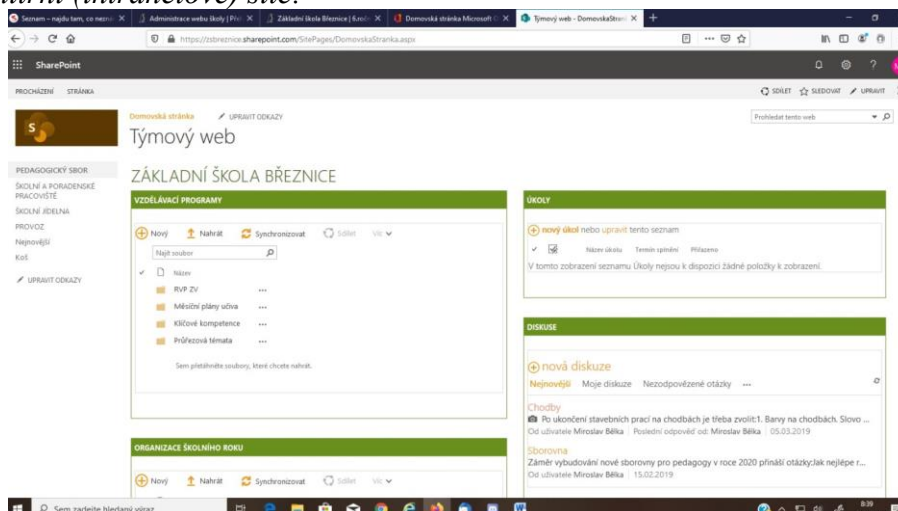 (intranetové) sítě.
Seznam – najdu tam, co nezn
Administrace webu školy | Př
Základní škola Březnice | 6.roč
Domovská stránka Microsoft O
Týmový web - DomovskaStran
https://zsbreznice.sharepoint.com/SitePages/DomovskaStranka.aspx
SharePoint
PROCHÁZENÍ STRÁNKA
SDÍLET SLEDOVAT UPRAVIT
Domovská stránka UPRAVIT ODKAZY
Prohledat tento web
S
Týmový web
PEDAGOGICKÝ SBOR
ŠKOLNÍ A PORADENSKÉ
PRACOVIŠTĚ
ŠKOLNÍ JÍDELNA
PROVOZ
Nejnovější
Koš
UPRAVIT ODKAZY
ZÁKLADNÍ ŠKOLA BŘEZNICE
VZDĚLÁVACÍ PROGRAMY
Nový Nahrát Synchronizovat Sdílet Víc
Najít soubor
Název
RVP ZV ...
Měsíční plány učiva ...
Klíčové kompetence ...
Průřezová témata ...
Sem přetáhněte soubory, které chcete nahrát.
ORGANIZACE ŠKOLNÍHO ROKU
Nový Nahrát Synchronizovat Sdílet Víc
ÚKOLY
nový úkol nebo upravit tento seznam
Název úkolu Termín splnění Přiřazeno
V tomto zobrazení seznamu Úkoly nejsou k dispozici žádné položky k zobrazení.
DISKUSE
nová diskuze
Nejnovější Moje diskuze Nezodpovězené otázky ...
Chodby
Po ukončení stavebních prací na chodbách je třeba zvolit:1. Barvy na chodbách. Slovo ...
Od uživatele Miroslav Bělka Poslední odpověď od: Miroslav Bělka 05.03.2019
Sborovna
Záměr vybudování nové sborovny pro pedagogy v roce 2020 přináší otázky:Jak nejlépe r...
Od uživatele Miroslav Bělka 15.02.2019
Sem zadejte hledaný výraz
8:39